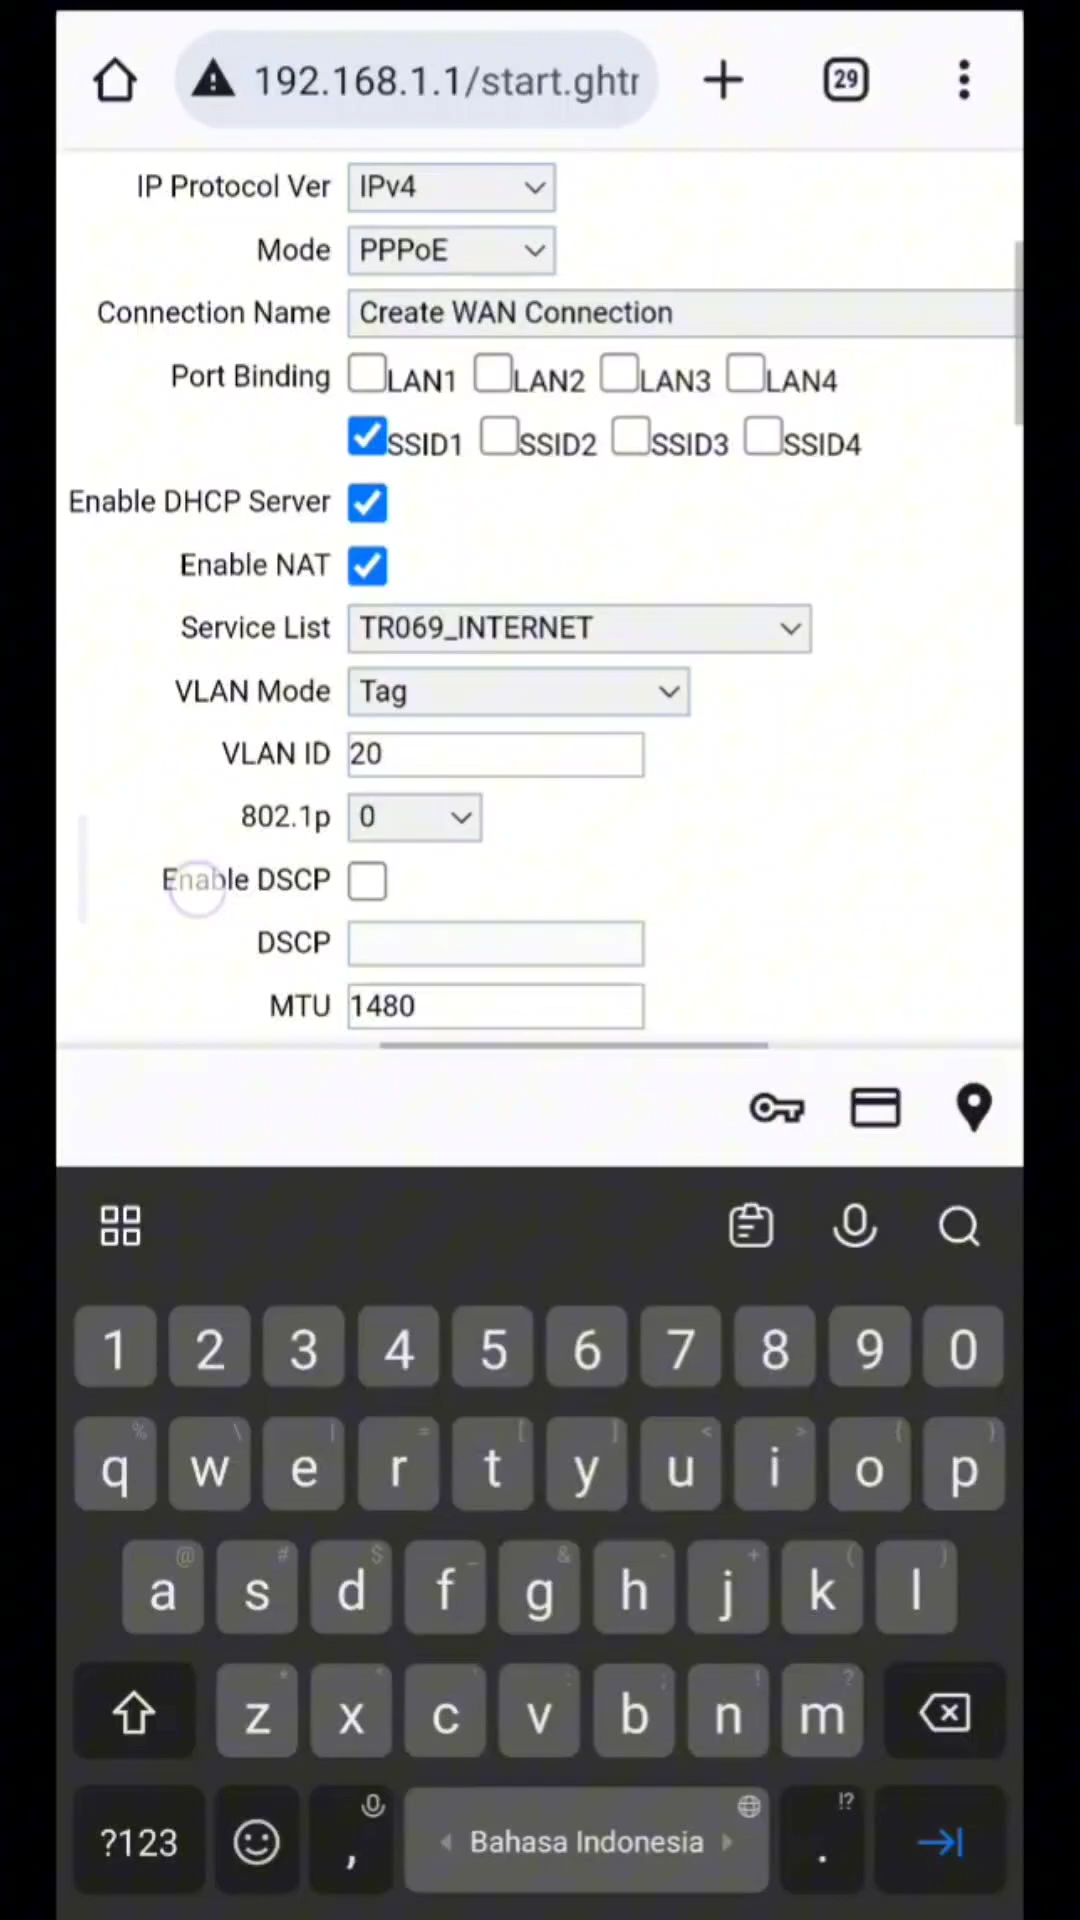 192.168.1.1/start.ghtr
29
IP Protocol Ver IPv4
Mode PPPoE
Connection Name Create WAN Connection
Port Binding LAN1 LAN2 LAN3 LAN4
SSID1 SSID2 SSID3 SSID4
Enable DHCP Server
Enable NAT
Service List TR069_INTERNET
VLAN Mode Tag
VLAN ID 20
802.1p 0
Enable DSCP
DSCP
MTU 1480
1 2 3 4 5 6 7 8 9 0
% \ | = [ ] < > { }
q w e r t y u i o p
@ # $ _ & - + ( )
a s d f g h j k l
* " ' : ; ! ?
z x c v b n m
!?
?123 , Bahasa Indonesia .